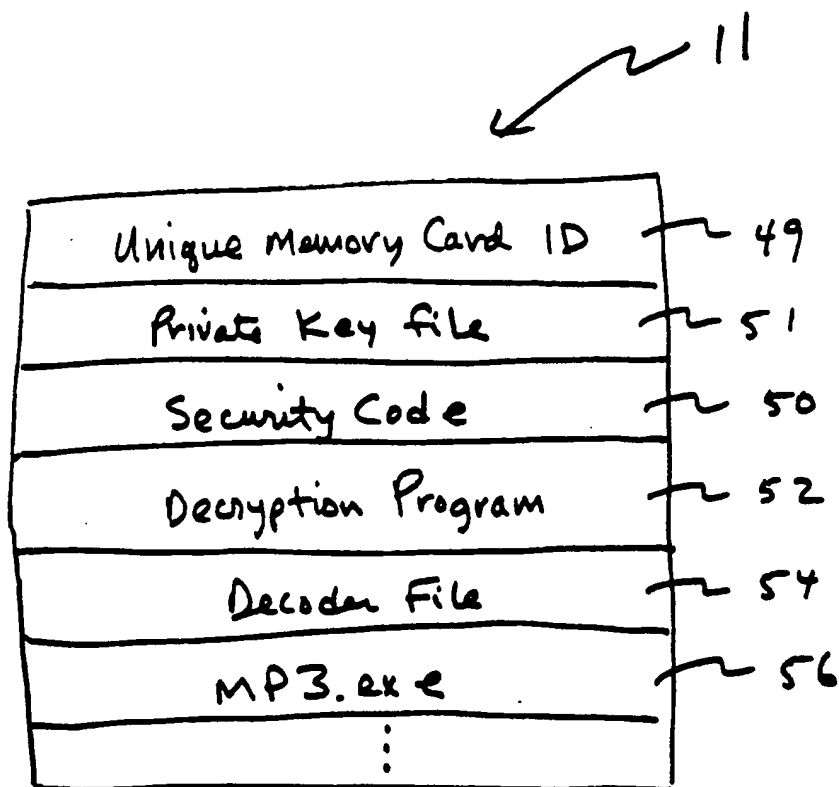 11
Unique Memory Card ID 49
Private Key File 51
Security Code 50
Decryption Program 52
Decoder File 54
MP3.exe 56